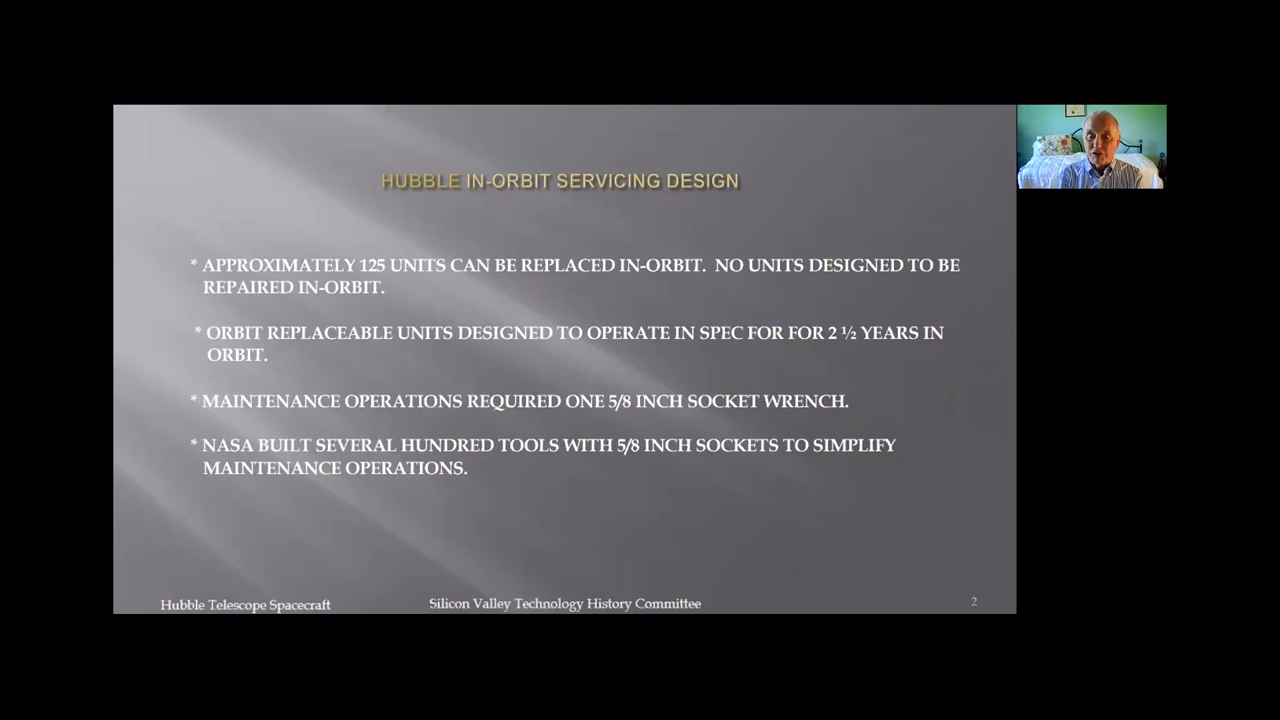 HUBBLE IN-ORBIT SERVICING DESIGN
* APPROXIMATELY 125 UNITS CAN BE REPLACED IN-ORBIT. NO UNITS DESIGNED TO BE
REPAIRED IN-ORBIT.
* ORBIT REPLACEABLE UNITS DESIGNED TO OPERATE IN SPEC FOR FOR 2 ½ YEARS IN
ORBIT.
* MAINTENANCE OPERATIONS REQUIRED ONE 5/8 INCH SOCKET WRENCH.
* NASA BUILT SEVERAL HUNDRED TOOLS WITH 5/8 INCH SOCKETS TO SIMPLIFY
MAINTENANCE OPERATIONS.
Hubble Telescope Spacecraft
Silicon Valley Technology History Committee
2